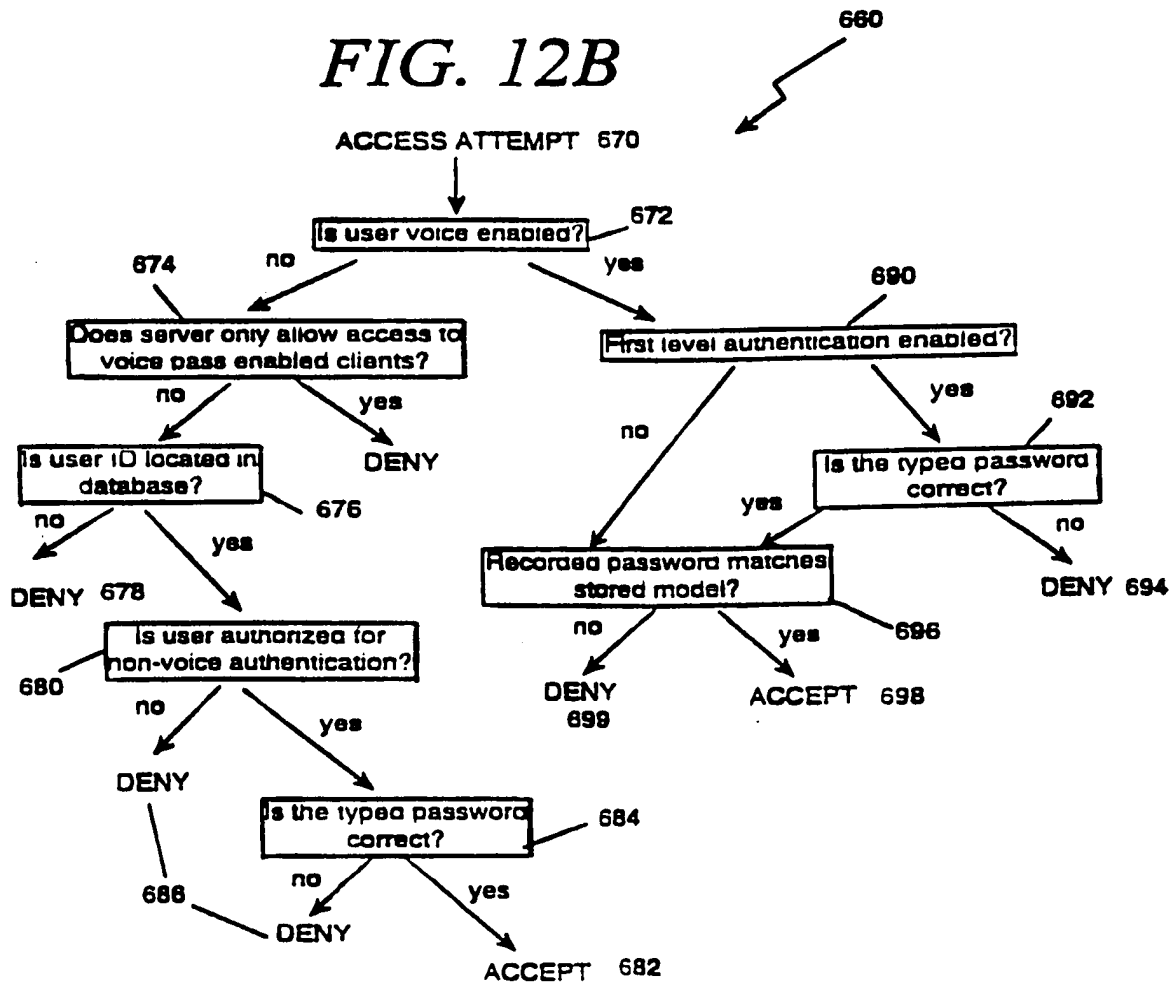 660
FIG. 12B
ACCESS ATTEMPT 670
Is user voice enabled?
672
no
yes
674
690
Does server only allow access to
voice pass enabled clients?
First level authentication enabled?
no
yes
DENY
no
yes
692
Is user ID located in
database?
676
Is the typed password
correct?
no
yes
yes
no
DENY 678
DENY 694
Recorded password matches
stored model?
696
no
yes
DENY
699
ACCEPT 698
Is user authorized for
non-voice authentication?
680
no
yes
DENY
Is the typed password
correct?
684
686
no
yes
DENY
ACCEPT 682